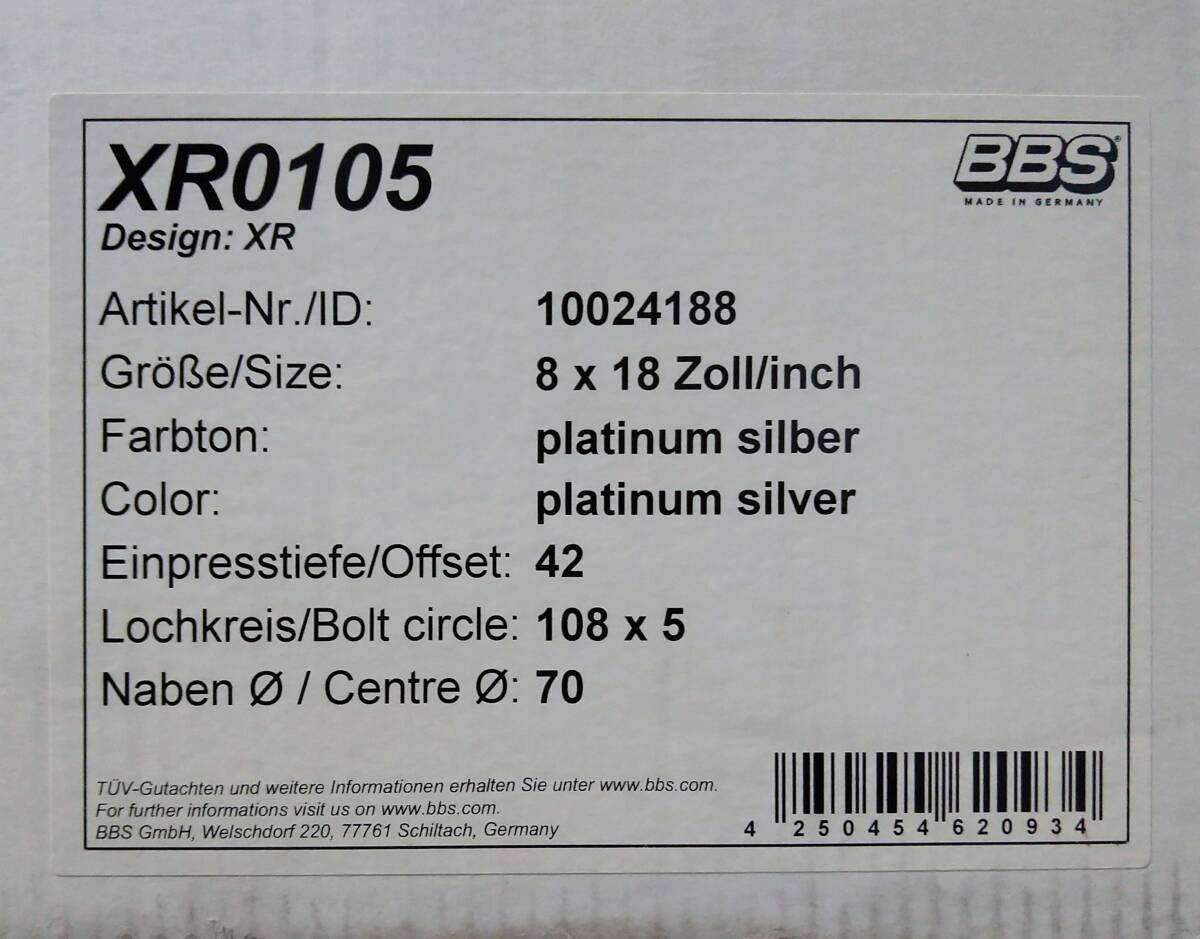 XR0105
BBS®
MADE IN GERMANY
Design: XR
Artikel-Nr./ID: 10024188
Größe/Size: 8 x 18 Zoll/inch
Farbton: platinum silber
Color: platinum silver
Einpresstiefe/Offset: 42
Lochkreis/Bolt circle: 108 x 5
Naben Ø / Centre Ø: 70
TÜV-Gutachten und weitere Informationen erhalten Sie unter www.bbs.com.
For further informations visit us on www.bbs.com.
BBS GmbH, Welschdorf 220, 77761 Schiltach, Germany
4 250454 620934